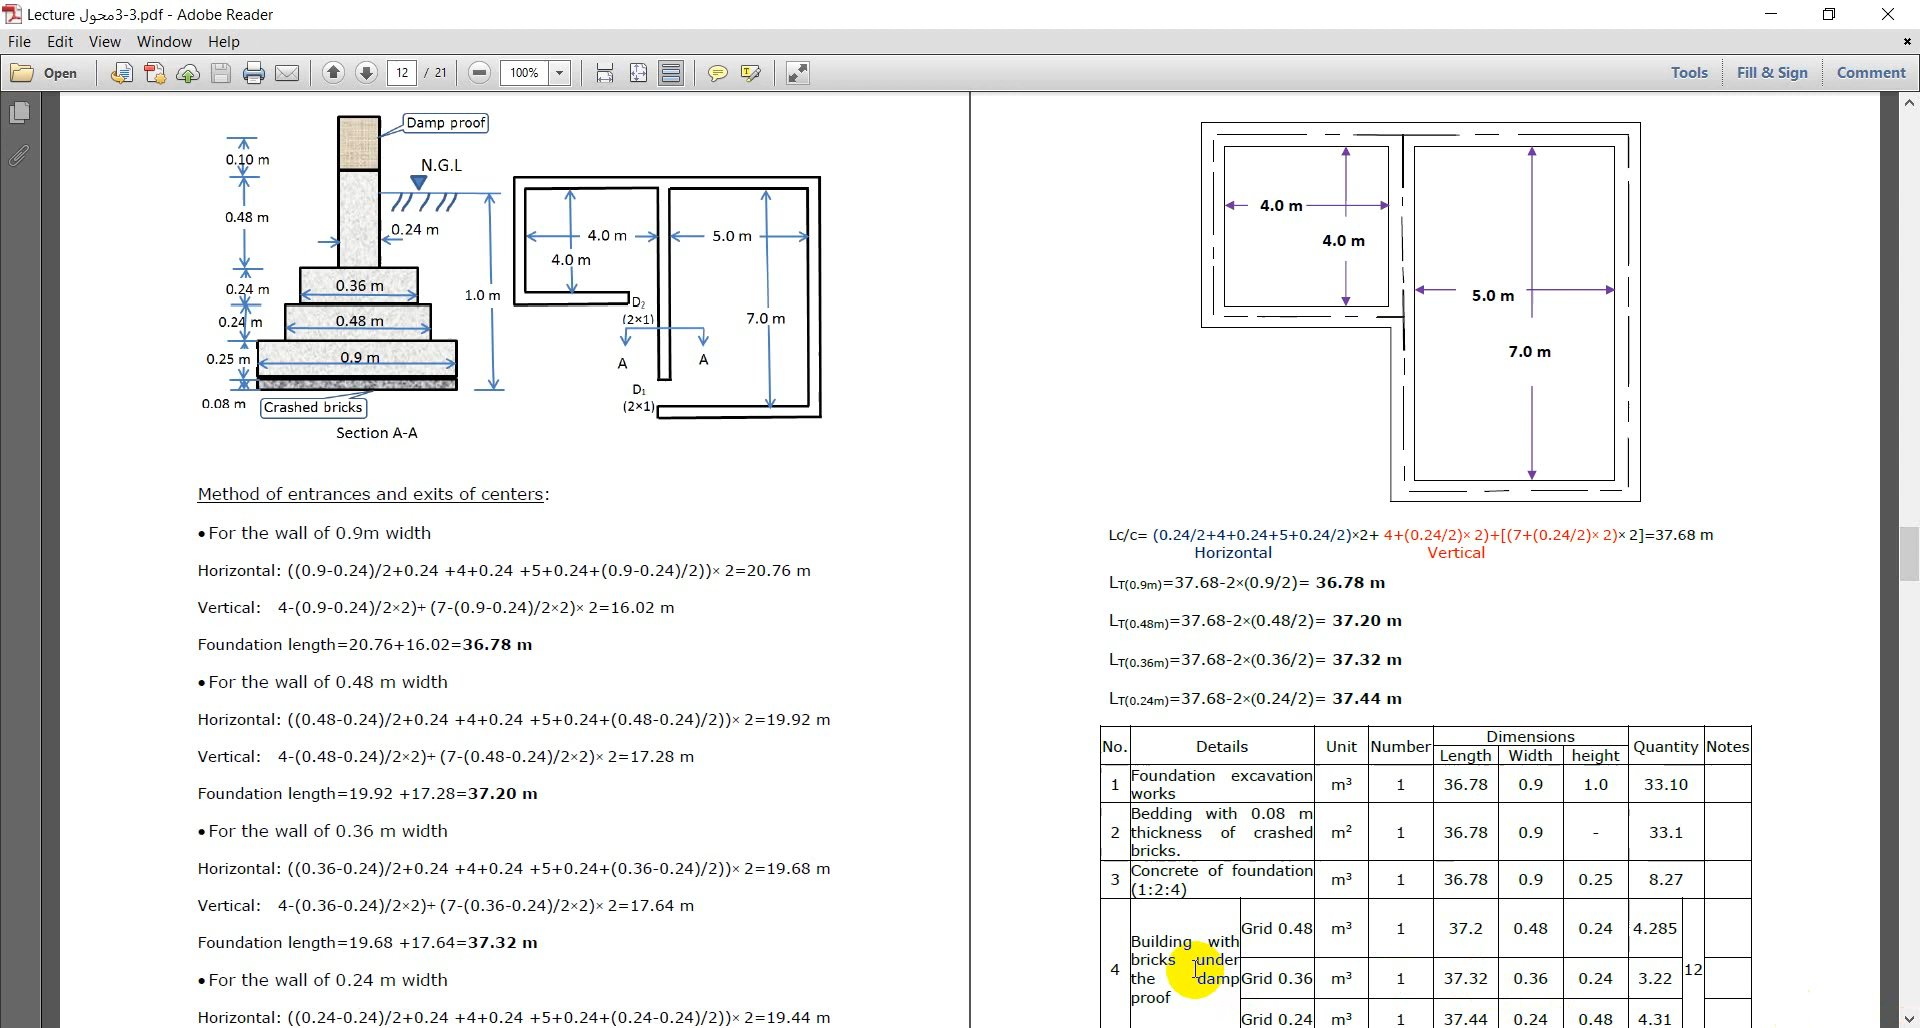 Lecture محول3-3.pdf - Adobe Reader
File Edit View Window Help
Open 12 / 21 100% Tools Fill & Sign Comment
Damp proof
0.10 m
N.G.L
0.48 m
0.24 m
0.24 m
0.36 m
1.0 m
0.24 m
0.48 m
0.25 m
0.9 m
0.08 m
Crashed bricks
Section A-A
4.0 m
5.0 m
4.0 m
D₂
(2×1)
7.0 m
A A
D₁
(2×1)
Method of entrances and exits of centers:
•For the wall of 0.9m width
Horizontal: ((0.9-0.24)/2+0.24 +4+0.24 +5+0.24+(0.9-0.24)/2))× 2=20.76 m
Vertical: 4-(0.9-0.24)/2×2)+(7-(0.9-0.24)/2×2)× 2=16.02 m
Foundation length=20.76+16.02=36.78 m
•For the wall of 0.48 m width
Horizontal: ((0.48-0.24)/2+0.24 +4+0.24 +5+0.24+(0.48-0.24)/2))× 2=19.92 m
Vertical: 4-(0.48-0.24)/2×2)+(7-(0.48-0.24)/2×2)× 2=17.28 m
Foundation length=19.92 +17.28=37.20 m
•For the wall of 0.36 m width
Horizontal: ((0.36-0.24)/2+0.24 +4+0.24 +5+0.24+(0.36-0.24)/2))× 2=19.68 m
Vertical: 4-(0.36-0.24)/2×2)+(7-(0.36-0.24)/2×2)× 2=17.64 m
Foundation length=19.68 +17.64=37.32 m
•For the wall of 0.24 m width
Horizontal: ((0.24-0.24)/2+0.24 +4+0.24 +5+0.24+(0.24-0.24)/2))× 2=19.44 m
4.0 m
4.0 m
5.0 m
7.0 m
Lc/c= (0.24/2+4+0.24+5+0.24/2)×2+ 4+(0.24/2)× 2)+[(7+(0.24/2)× 2)× 2]=37.68 m
Horizontal Vertical
LT(0.9m)=37.68-2×(0.9/2)= 36.78 m
LT(0.48m)=37.68-2×(0.48/2)= 37.20 m
LT(0.36m)=37.68-2×(0.36/2)= 37.32 m
LT(0.24m)=37.68-2×(0.24/2)= 37.44 m
No. Details Unit Number Dimensions Quantity Notes
Length Width height
1 Foundation excavation works m³ 1 36.78 0.9 1.0 33.10
2 Bedding with 0.08 m thickness of crashed bricks. m² 1 36.78 0.9 - 33.1
3 Concrete of foundation (1:2:4) m³ 1 36.78 0.9 0.25 8.27
4 Building with bricks under the damp proof Grid 0.48 m³ 1 37.2 0.48 0.24 4.285 12
Grid 0.36 m³ 1 37.32 0.36 0.24 3.22
Grid 0.24 m³ 1 37.44 0.24 0.48 4.31